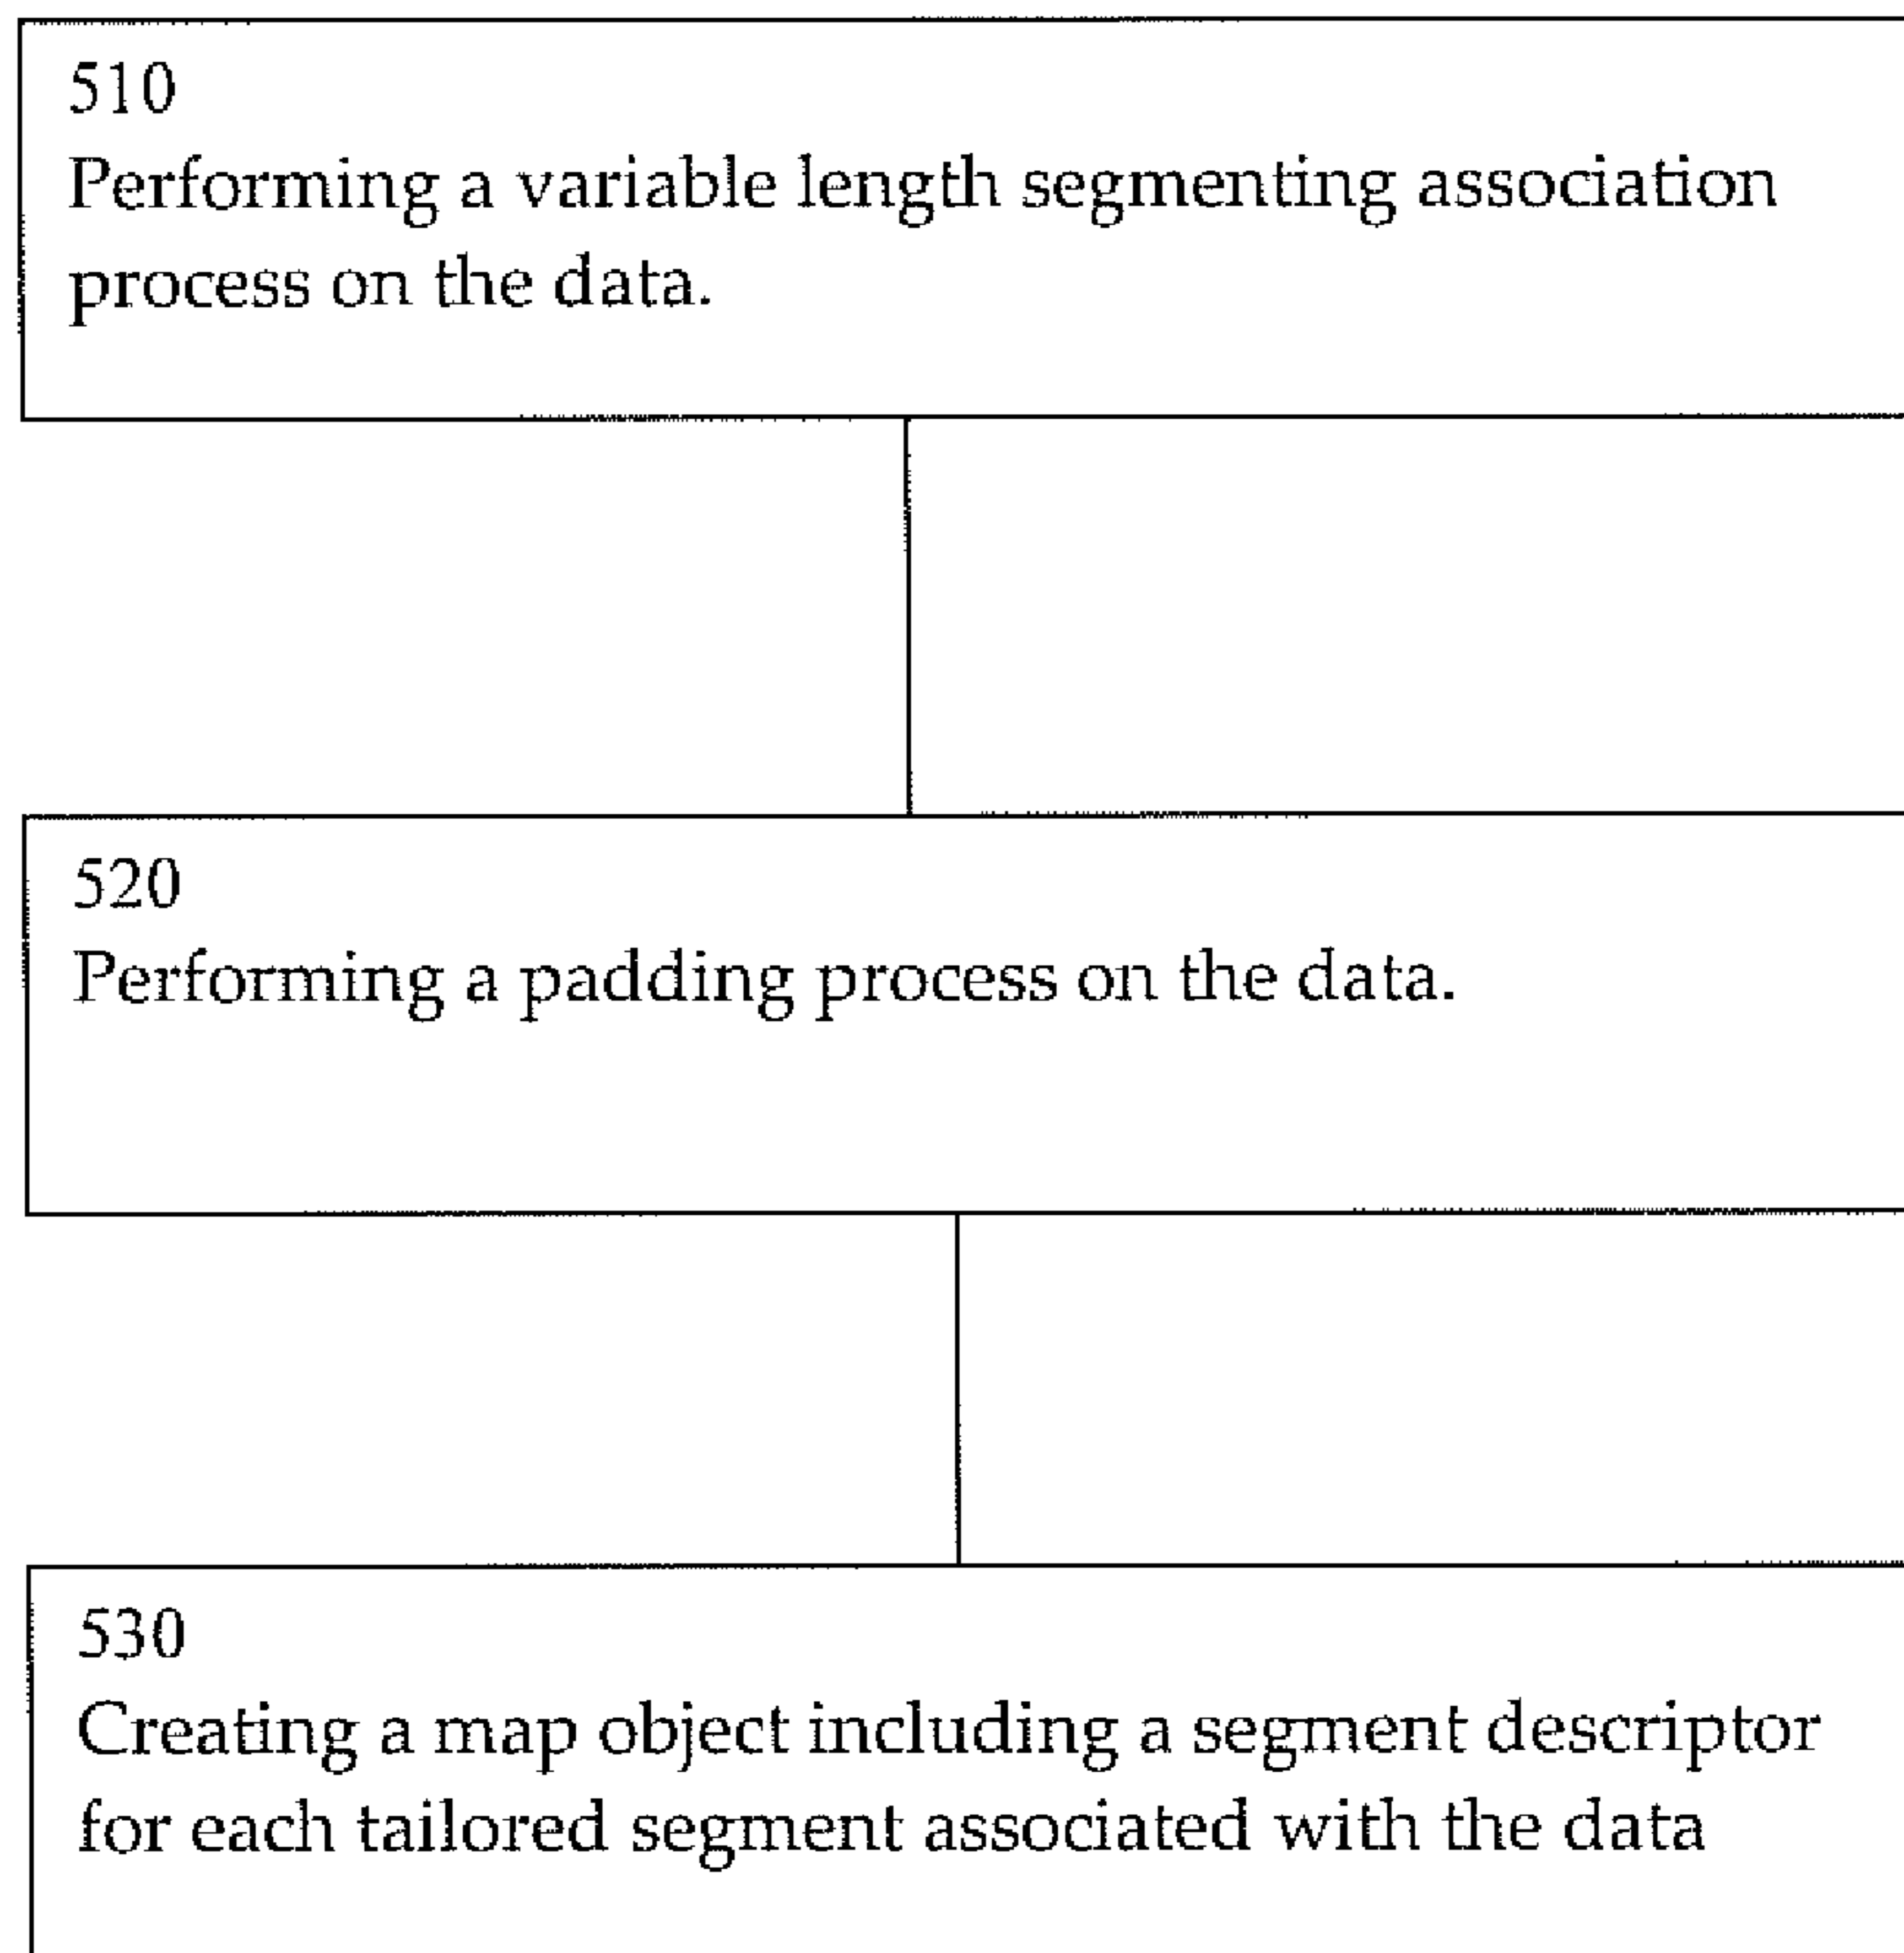 510
Performing a variable length segmenting association
process on the data.
520
Performing a padding process on the data.
530
Creating a map object including a segment descriptor
for each tailored segment associated with the data